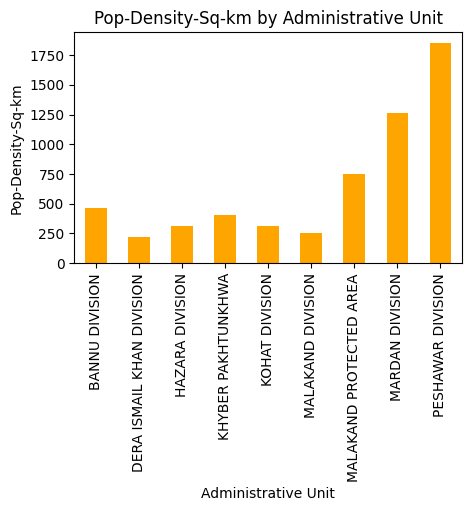 Pop-Density-Sq-km by Administrative Unit
Pop-Density-Sq-km
1750
1500
1250
1000
750
500
250
0
BANNU DIVISION
DERA ISMAIL KHAN DIVISION
HAZARA DIVISION
KHYBER PAKHTUNKHWA
KOHAT DIVISION
MALAKAND DIVISION
MALAKAND PROTECTED AREA
MARDAN DIVISION
PESHAWAR DIVISION
Administrative Unit